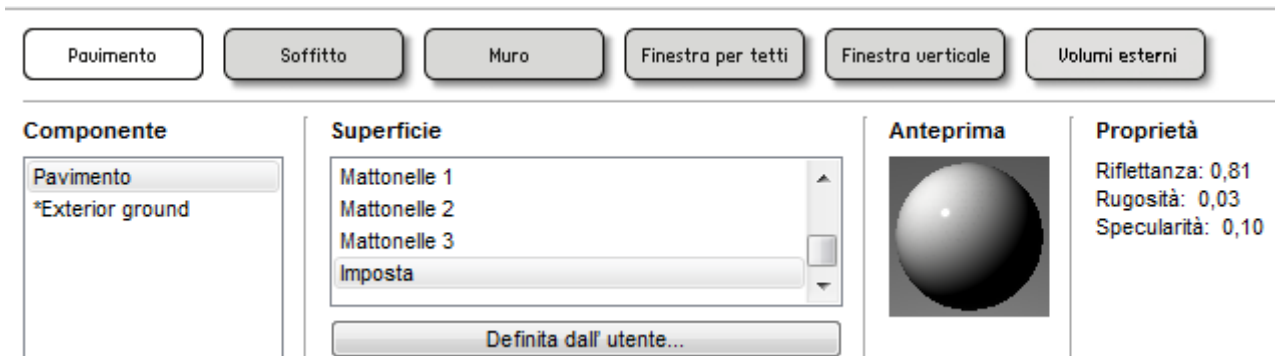 Pavimento Soffitto Muro Finestra per tetti Finestra verticale Volumi esterni
Componente
Pavimento
*Exterior ground
Superficie
Mattonelle 1
Mattonelle 2
Mattonelle 3
Imposta
Definita dall' utente...
Anteprima
Proprietà
Riflettanza: 0,81
Rugosità: 0,03
Specularità: 0,10